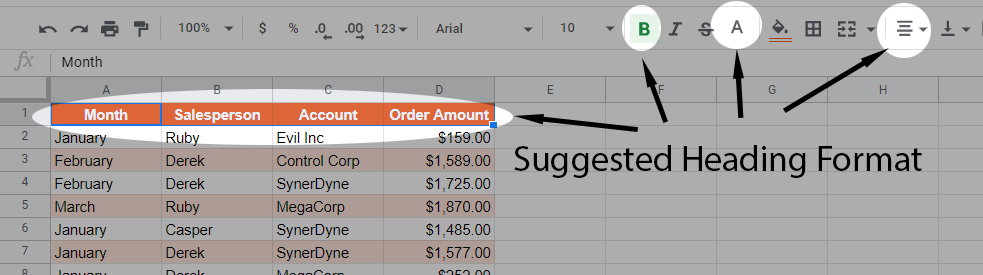 100% $ % .0 .00 123 Arial 10 B I S A
fx Month
A B C D E F G H
1 Month Salesperson Account Order Amount
2 January Ruby Evil Inc $159.00
3 February Derek Control Corp $1,589.00
Suggested Heading Format
4 February Derek SynerDyne $1,725.00
5 March Ruby MegaCorp $1,870.00
6 January Casper SynerDyne $1,485.00
7 January Derek SynerDyne $1,577.00
8 January Derek MegaCorp $252.00